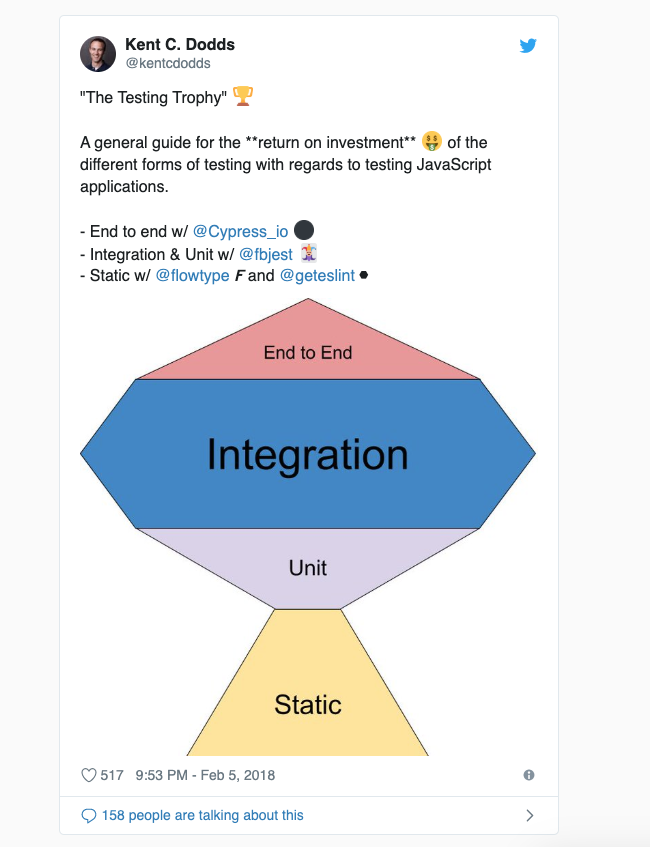 Kent C. Dodds
@kentcdodds
"The Testing Trophy" 🏆
A general guide for the **return on investment** 🤑 of the
different forms of testing with regards to testing JavaScript
applications.
- End to end w/ @Cypress_io ⚫
- Integration & Unit w/ @fbjest 🃏
- Static w/ @flowtype 𝙁 and @geteslint ⬣
End to End
Integration
Unit
Static
517 9:53 PM - Feb 5, 2018
158 people are talking about this